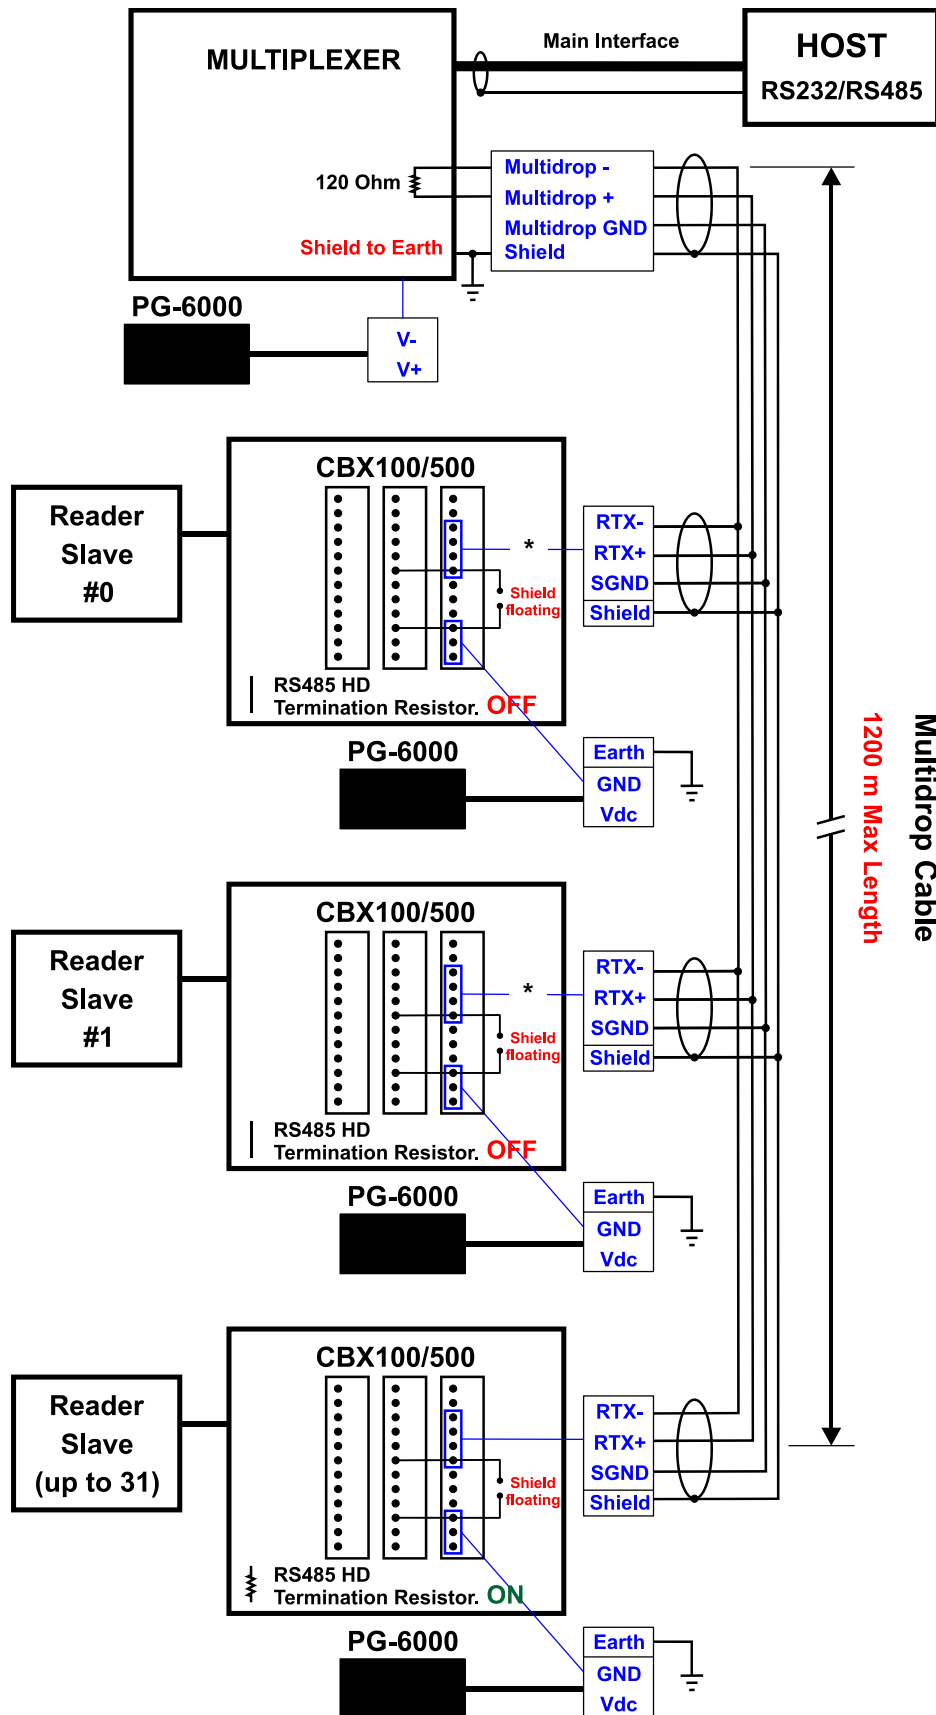 MULTIPLEXER
Main Interface
HOST
RS232/RS485
120 Ohm
Multidrop -
Multidrop +
Multidrop GND
Shield to Earth
Shield
PG-6000
V-
V+
CBX100/500
Reader
Slave
#0
*
RTX-
RTX+
SGND
Shield
Shield
floating
RS485 HD
Termination Resistor. OFF
PG-6000
Earth
GND
Vdc
Multidrop Cable
1200 m Max Length
CBX100/500
Reader
Slave
#1
*
RTX-
RTX+
SGND
Shield
Shield
floating
RS485 HD
Termination Resistor. OFF
PG-6000
Earth
GND
Vdc
CBX100/500
Reader
Slave
(up to 31)
RTX-
RTX+
SGND
Shield
Shield
floating
RS485 HD
Termination Resistor. ON
PG-6000
Earth
GND
Vdc